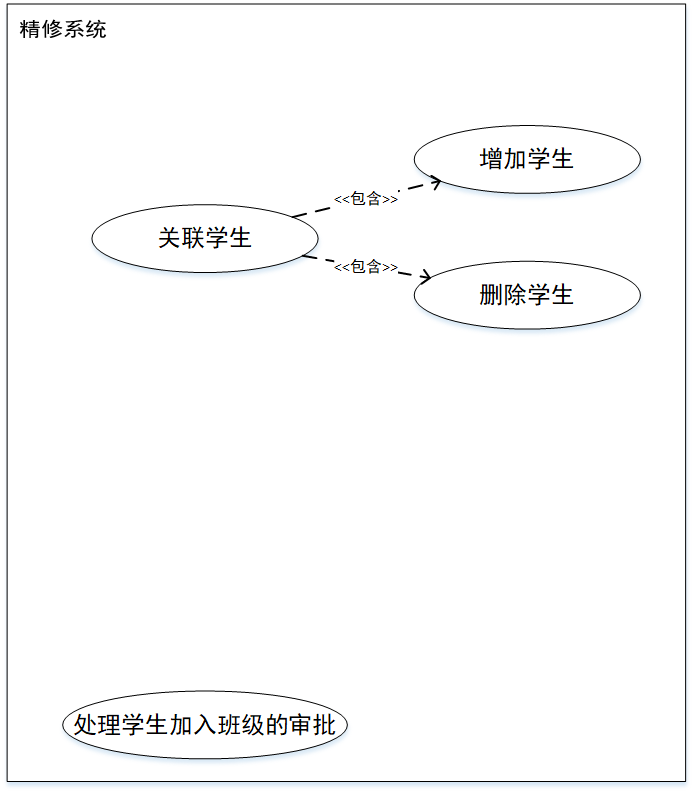 精修系统
增加学生
<<包含>>
关联学生
<<包含>>
删除学生
处理学生加入班级的审批